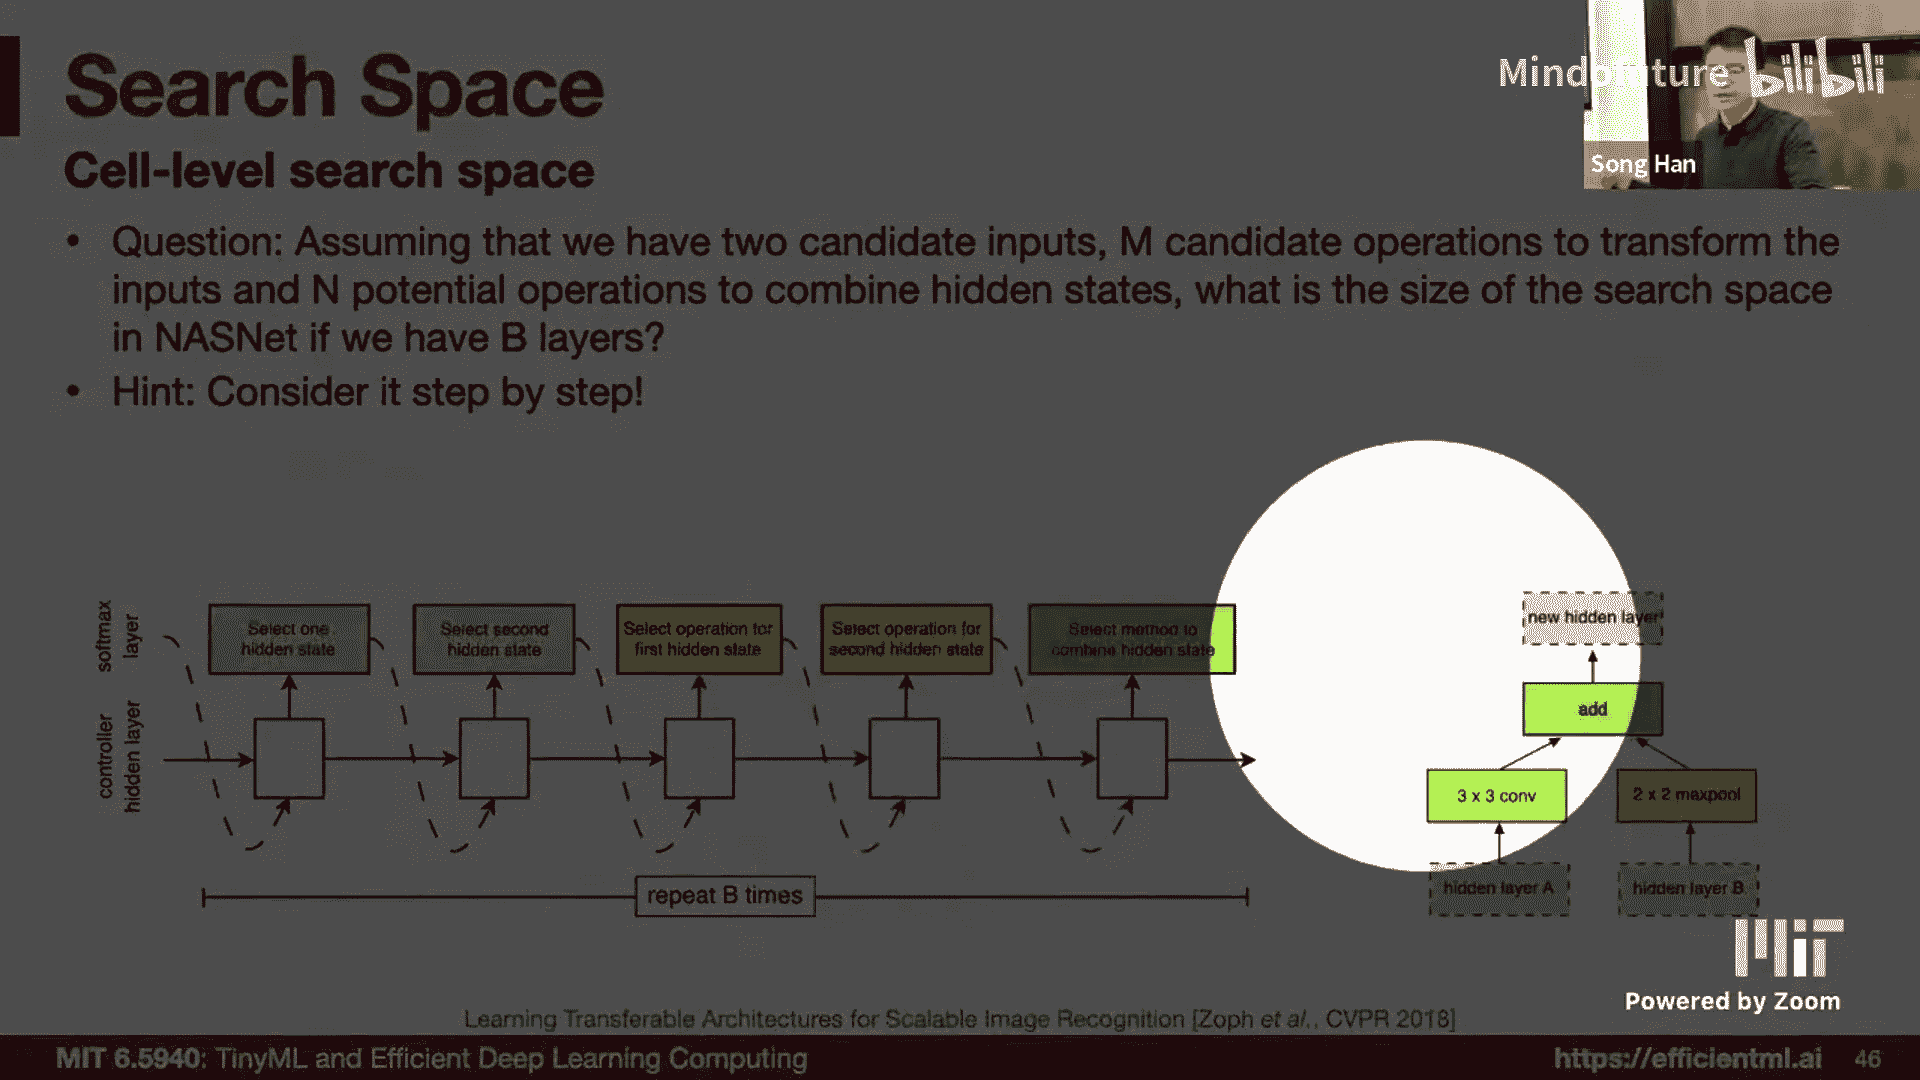 Search Space
Cell-level search space
• Question: Assuming that we have two candidate inputs, M candidate operations to transform the
inputs and N potential operations to combine hidden states, what is the size of the search space
in NASNet if we have B layers?
• Hint: Consider it step by step!
Mindofuture bilibili
Song Han
softmax
layer
controller
hidden layer
Select one
hidden state
Select second
hidden state
Select operation for
first hidden state
Select operation for
second hidden state
Select method to
combine hidden state
repeat B times
new hidden layer
add
3 x 3 conv
2 x 2 maxpool
hidden layer A
hidden layer B
MIT
Powered by Zoom
Learning Transferable Architectures for Scalable Image Recognition [Zoph et al., CVPR 2018]
MIT 6.5940: TinyML and Efficient Deep Learning Computing
https://efficientml.ai
46